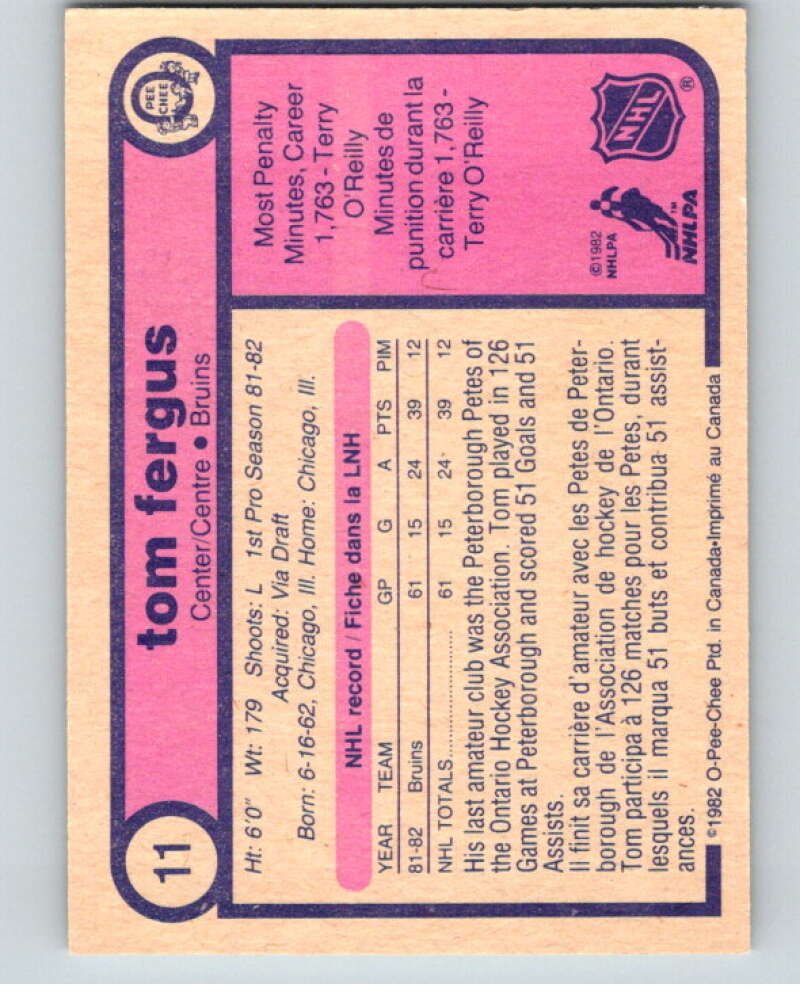 11
tom fergus
Center/Centre • Bruins
O
PEE
CHEE
Ht: 6'0" Wt: 179 Shoots: L 1st Pro Season 81-82
Acquired: Via Draft
Born: 6-16-62, Chicago, Ill. Home: Chicago, Ill.
NHL record / Fiche dans la LNH
YEAR TEAM GP G A PTS PIM
81-82 Bruins 61 15 24 39 12
NHL TOTALS.................... 61 15 24 39 12
His last amateur club was the Peterborough Petes of
the Ontario Hockey Association. Tom played in 126
Games at Peterborough and scored 51 Goals and 51
Assists.
Il finit sa carrière d'amateur avec les Petes de Peter-
borough de l'Association de hockey de l'Ontario.
Tom participa à 126 matches pour les Petes, durant
lesquels il marqua 51 buts et contribua 51 assist-
ances.
©1982 O-Pee-Chee Ptd. in Canada•Imprimé au Canada
Most Penalty
Minutes, Career
1,763 - Terry
O'Reilly
Minutes de
punition durant la
carrière 1,763 -
Terry O'Reilly
©1982
NHLPA
NHLPA™
NHL®